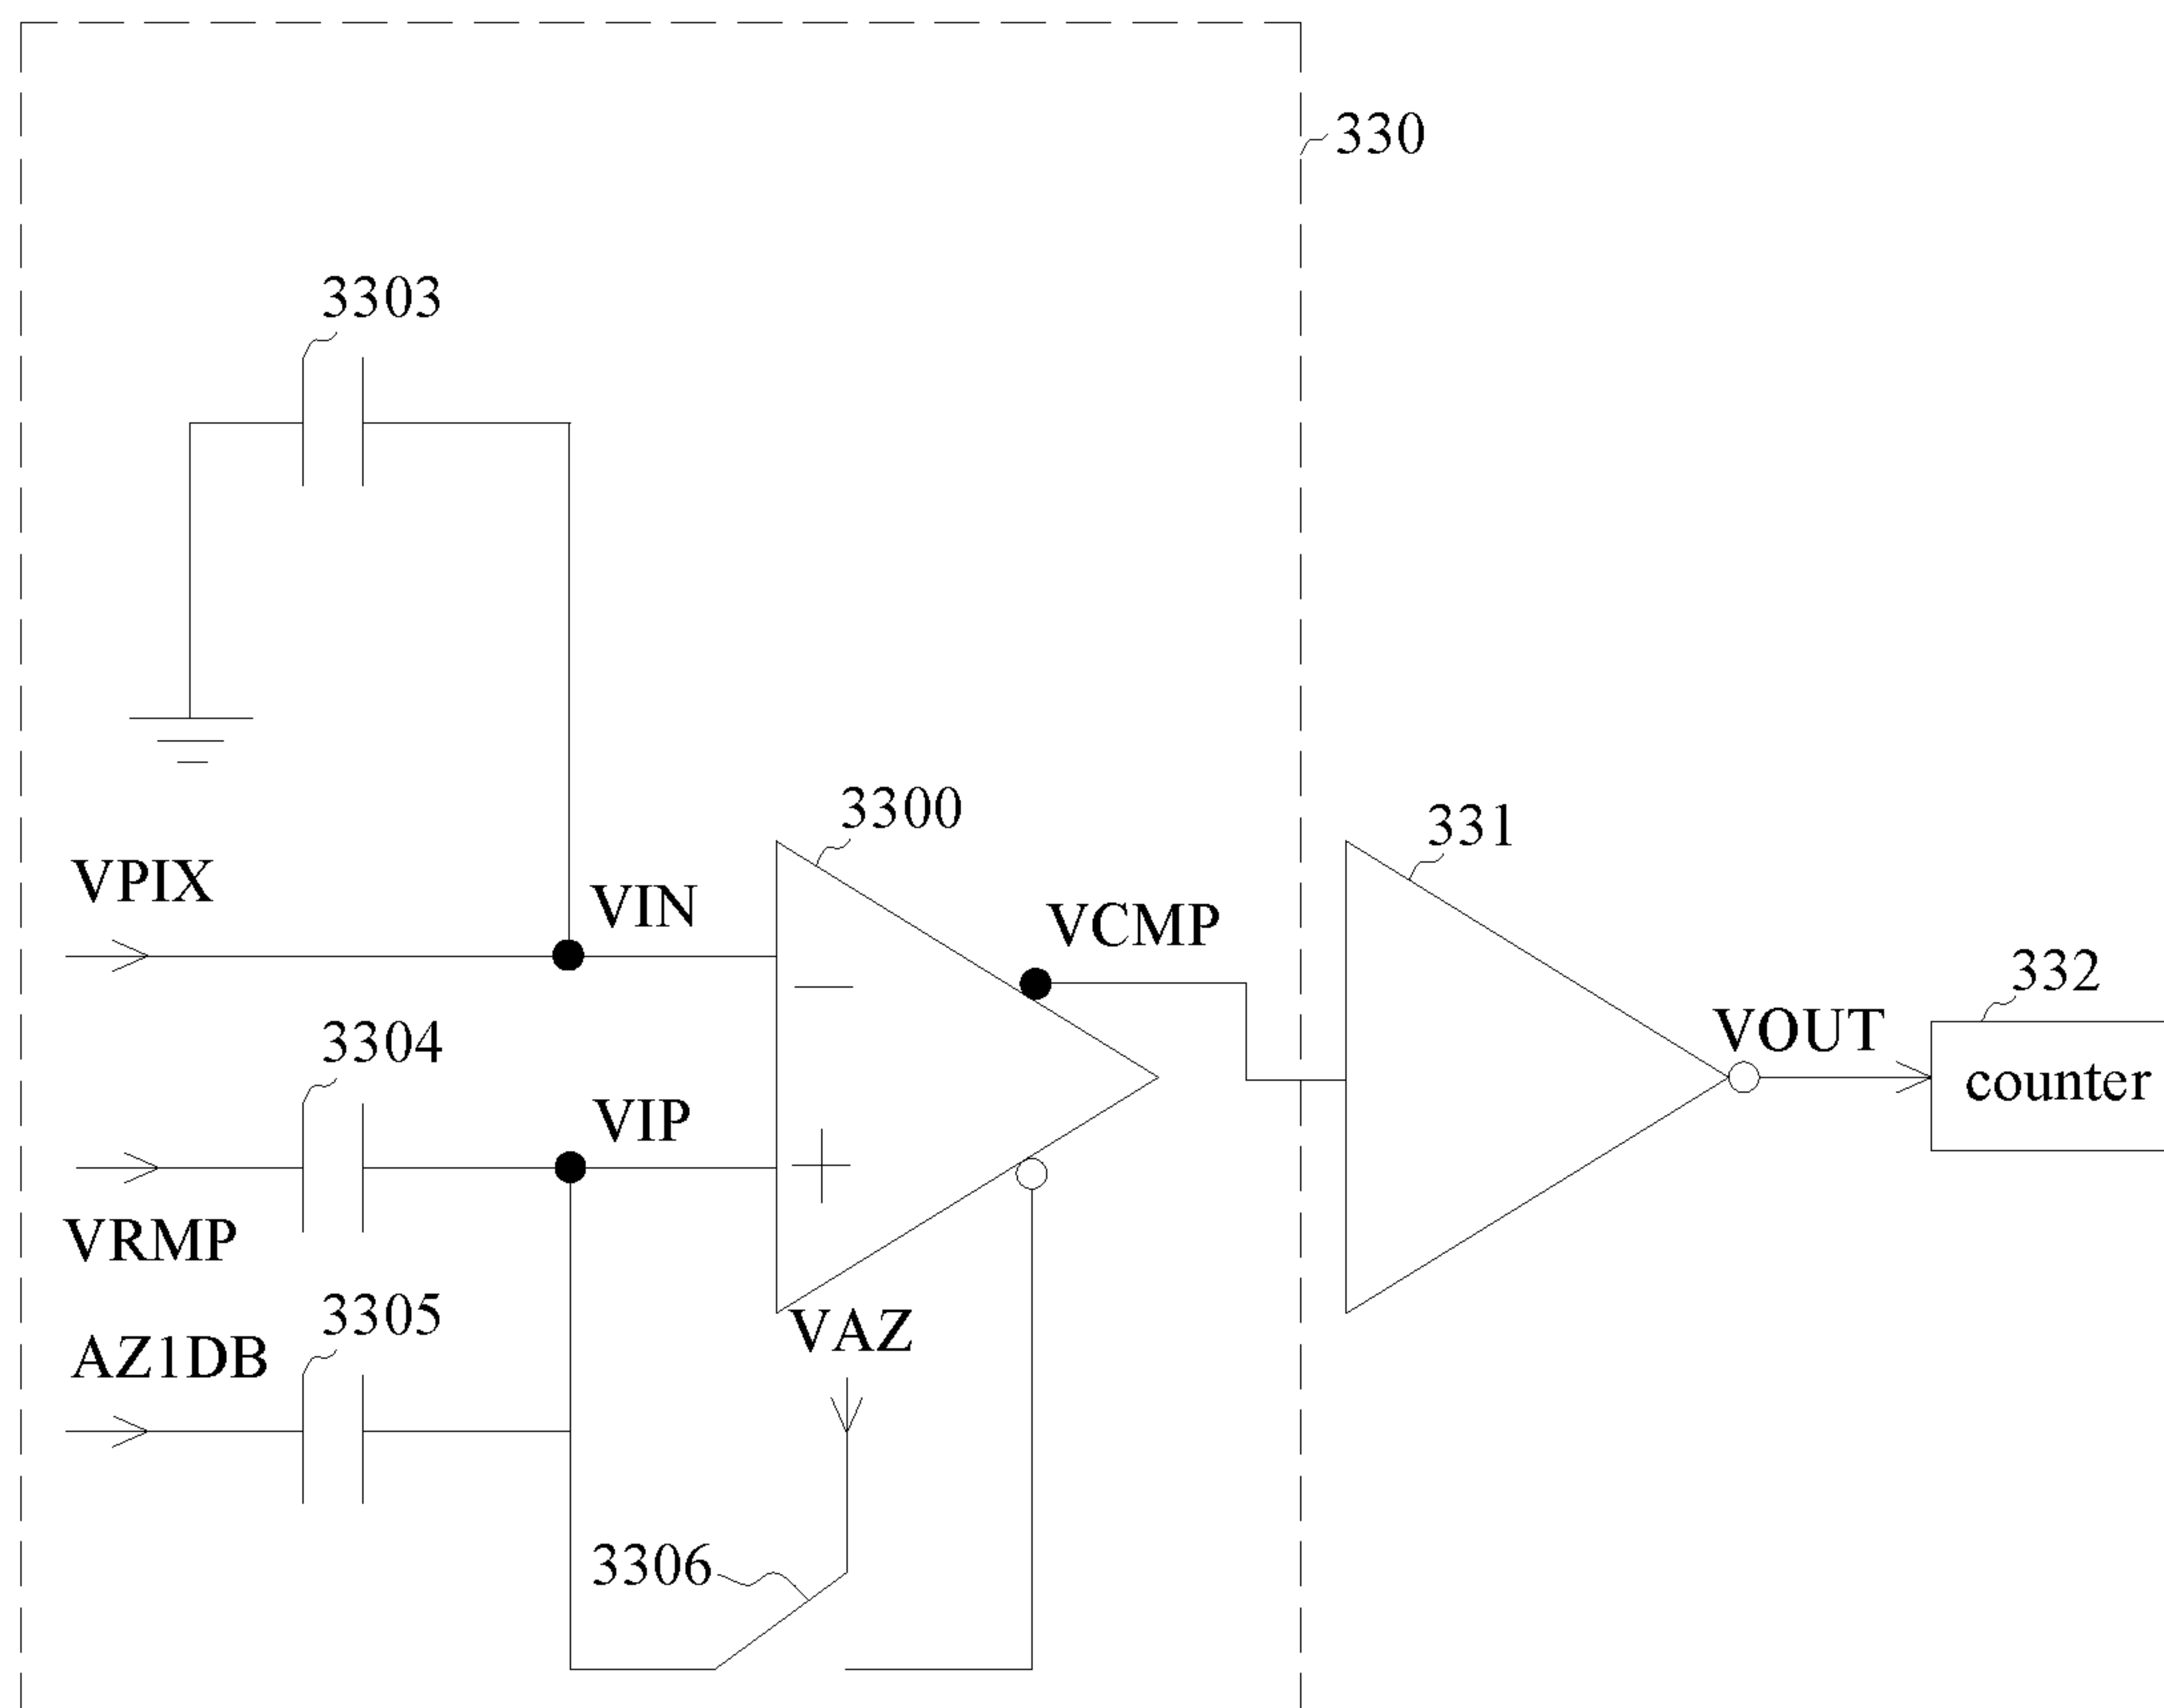 330
3303
3300
331
VPIX
VIN
VCMP
332
3304
VOUT
counter
VIP
VRMP
3305
VAZ
AZ1DB
3306